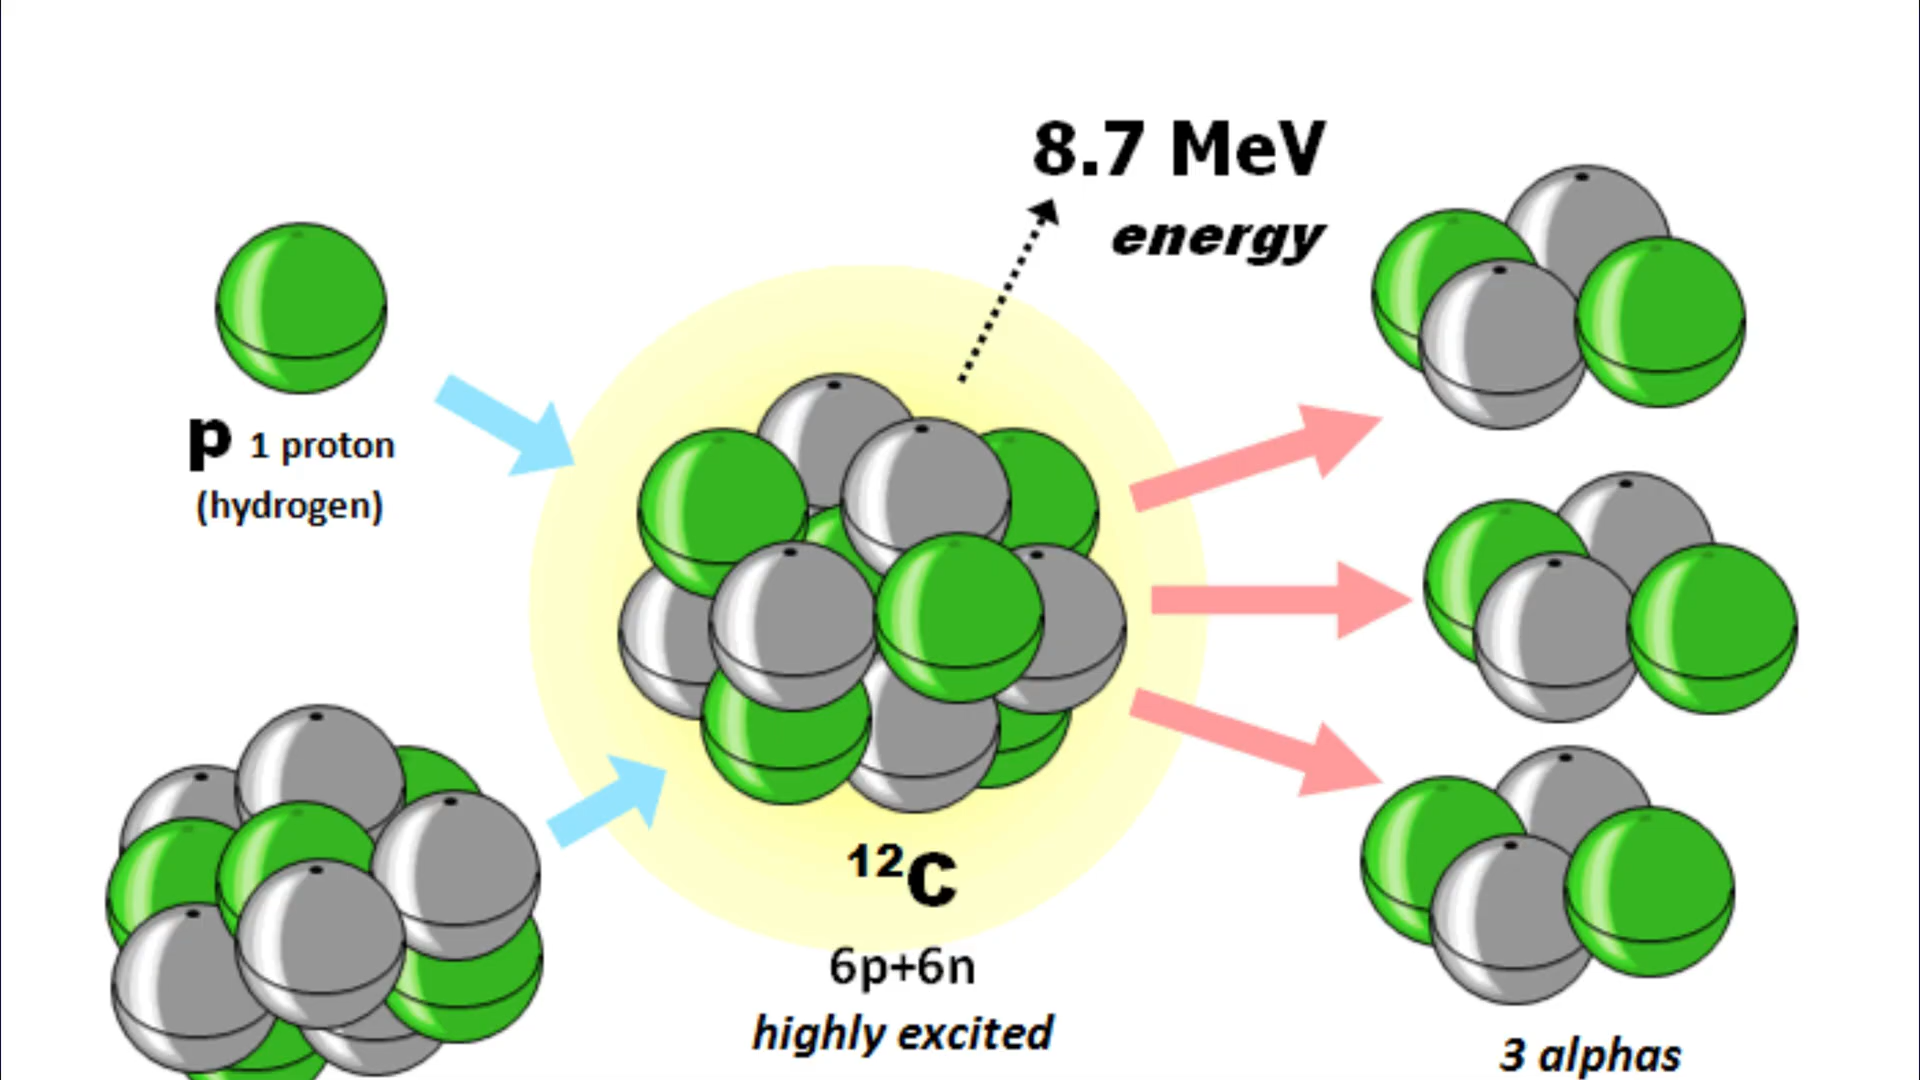 8.7 MeV
energy
p 1 proton
(hydrogen)
¹²C
6p+6n
highly excited
3 alphas